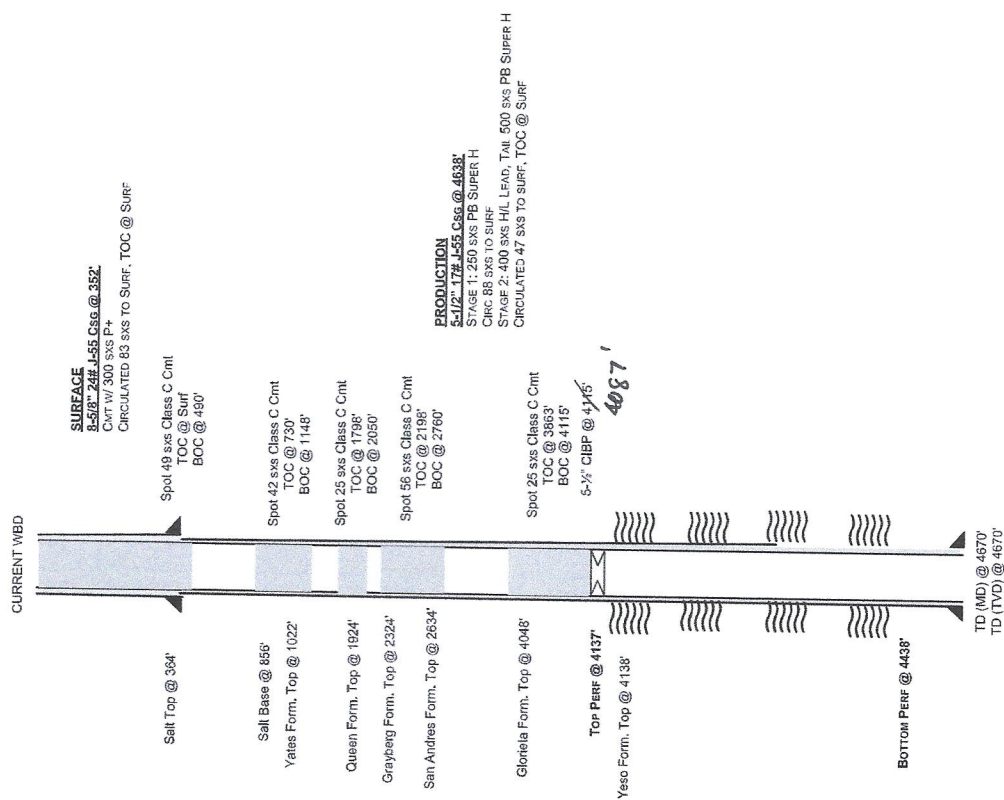 CURRENT WBD
SURFACE
8-5/8" 24# J-55 CSG @ 352'
CMT W/ 300 SXS P+
CIRCULATED 83 SXS TO SURF, TOC @ SURF
Salt Top @ 364'
Spot 49 sxs Class C Cmt
TOC @ Surf
BOC @ 490'
Salt Base @ 856'
Yates Form. Top @ 1022'
Spot 42 sxs Class C Cmt
TOC @ 730'
BOC @ 1148'
Queen Form. Top @ 1924'
Spot 25 sxs Class C Cmt
TOC @ 1798'
BOC @ 2050'
Grayberg Form. Top @ 2324'
San Andres Form. Top @ 2634'
Spot 56 sxs Class C Cmt
TOC @ 2198'
BOC @ 2760'
PRODUCTION
5-1/2" 17# J-55 CSG @ 4638'
STAGE 1: 250 SXS PB SUPER H
CIRC 88 SXS TO SURF
STAGE 2: 400 SXS H/L LEAD, TAIL 500 SXS PB SUPER H
CIRCULATED 47 SXS TO SURF, TOC @ SURF
Gloriela Form. Top @ 4048'
Spot 25 sxs Class C Cmt
TOC @ 3863'
BOC @ 4115'
5-½" CIBP @ 4115'
4087'
TOP PERF @ 4137'
Yeso Form. Top @ 4138'
BOTTOM PERF @ 4438'
TD (MD) @ 4670'
TD (TVD) @ 4670'